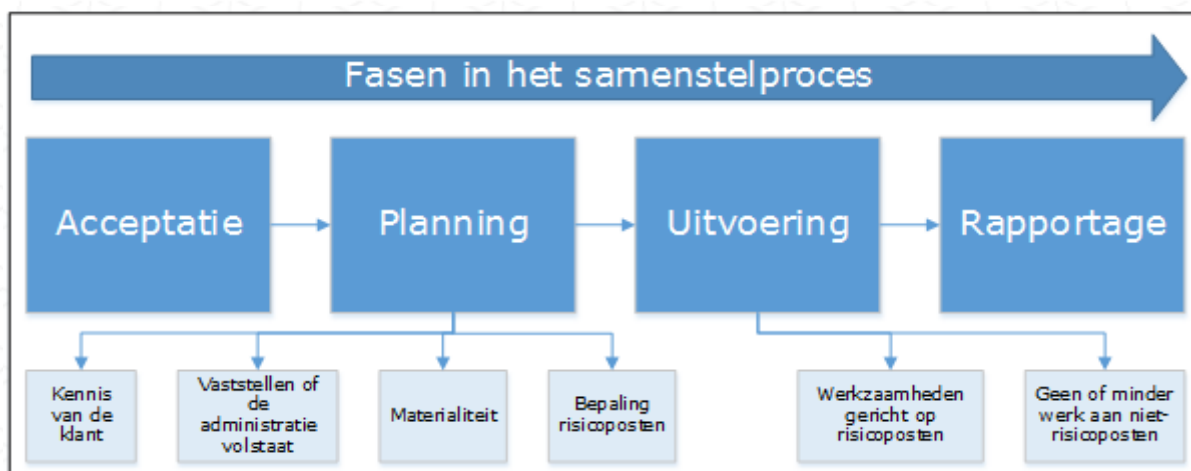 Fasen in het samenstelproces
Acceptatie
Planning
Uitvoering
Rapportage
Kennis
van de
klant
Vaststellen of
de
administratie
volstaat
Materialiteit
Bepaling
risicoposten
Werkzaamheden
gericht op
risicoposten
Geen of minder
werk aan niet-
risicoposten